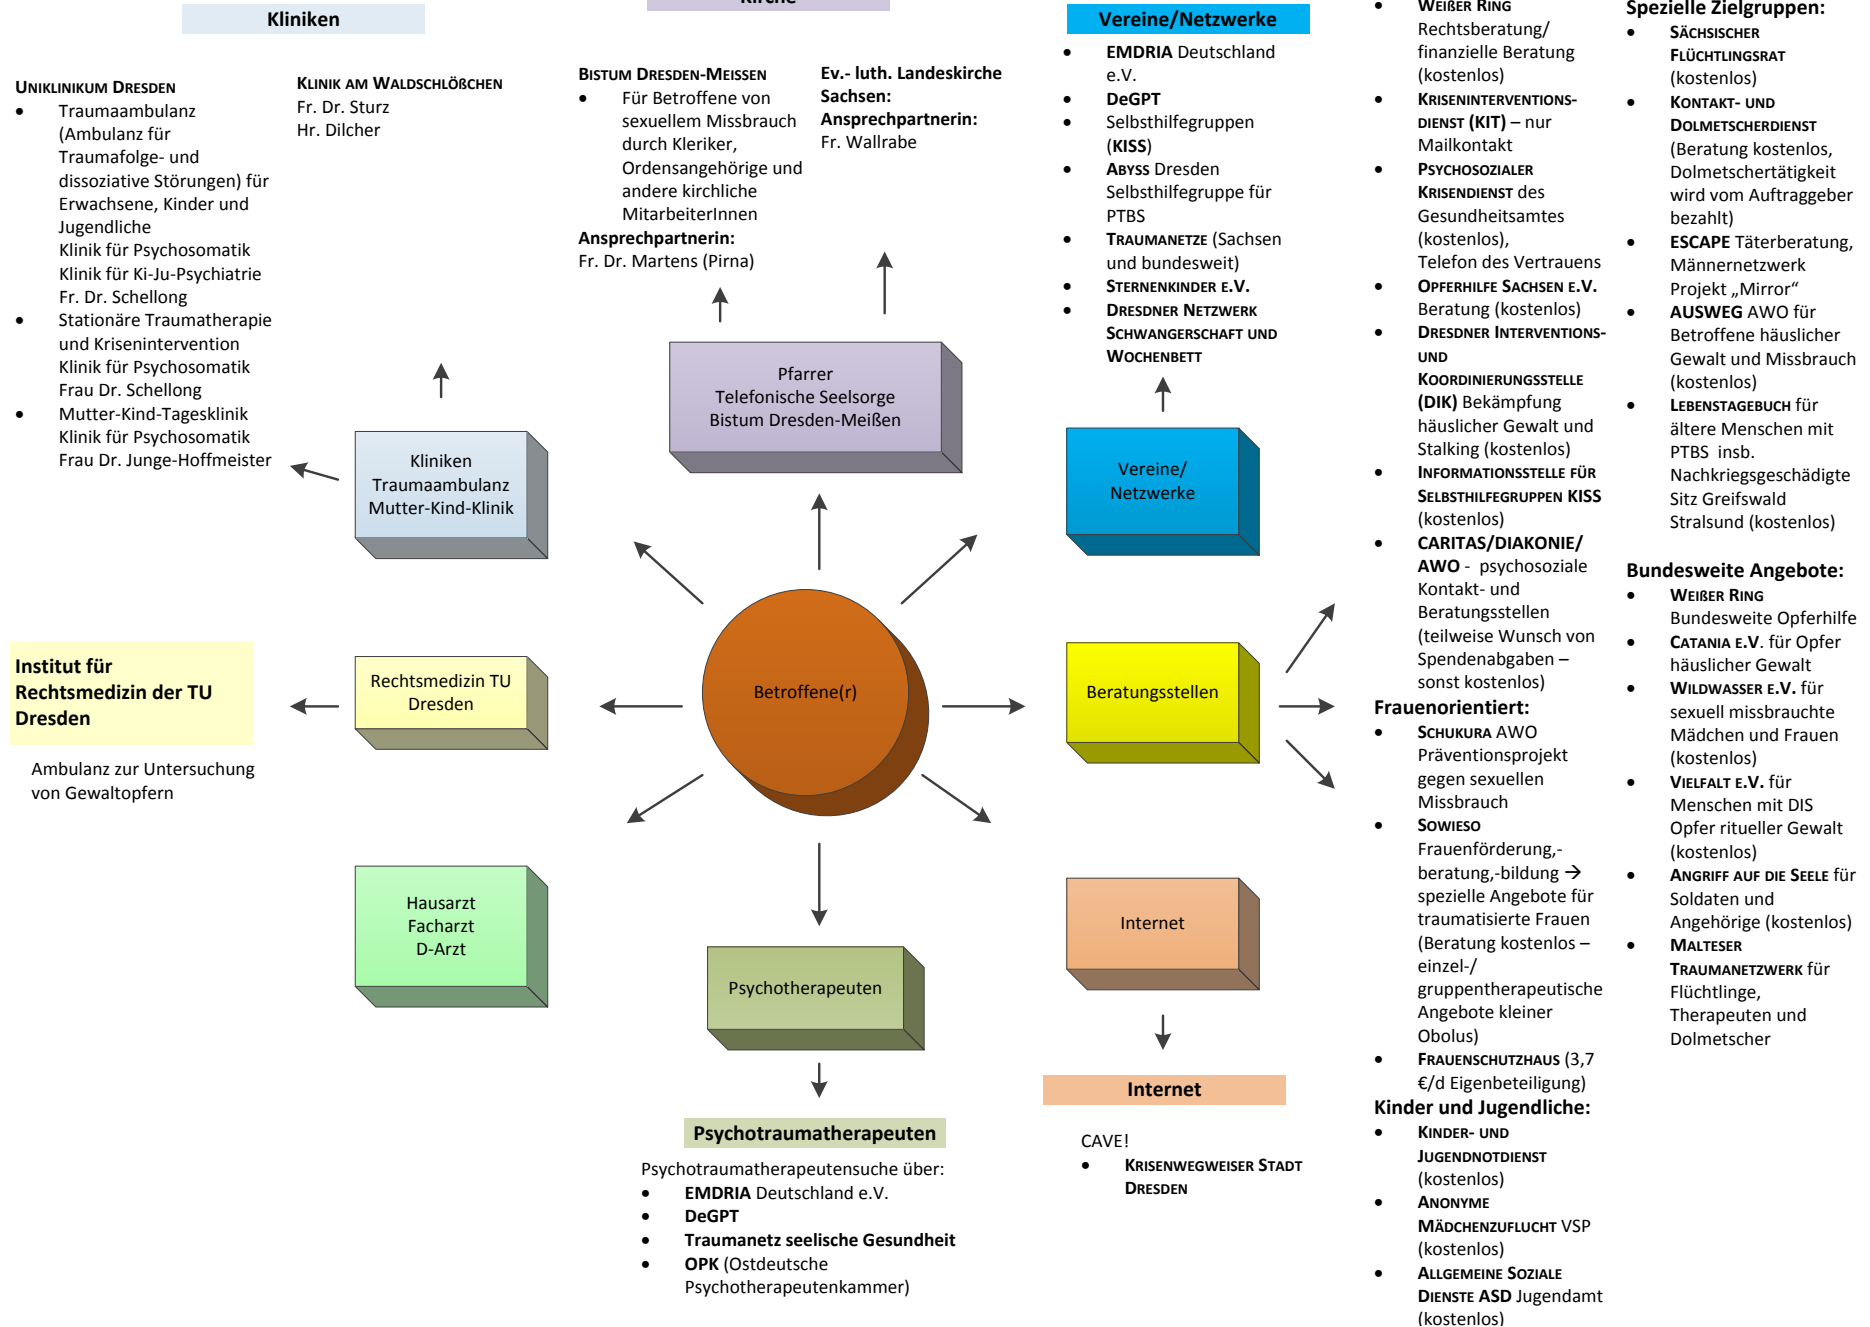 Kliniken
UNIKLINIKUM DRESDEN
• Traumaambulanz
(Ambulanz für
Traumafolge- und
dissoziative Störungen) für
Erwachsene, Kinder und
Jugendliche
Klinik für Psychosomatik
Klinik für Ki-Ju-Psychiatrie
Fr. Dr. Schellong
• Stationäre Traumatherapie
und Krisenintervention
Klinik für Psychosomatik
Frau Dr. Schellong
• Mutter-Kind-Tagesklinik
Klinik für Psychosomatik
Frau Dr. Junge-Hoffmeister
KLINIK AM WALDSCHLÖßCHEN
Fr. Dr. Sturz
Hr. Dilcher
Kirche
BISTUM DRESDEN-MEISSEN
• Für Betroffene von
sexuellem Missbrauch
durch Kleriker,
Ordensangehörige und
andere kirchliche
MitarbeiterInnen
Ansprechpartnerin:
Fr. Dr. Martens (Pirna)
Ev.- luth. Landeskirche
Sachsen:
Ansprechpartnerin:
Fr. Wallrabe
Vereine/Netzwerke
• EMDRIA Deutschland
e.V.
• DeGPT
• Selbsthilfegruppen
(KISS)
• ABYSS Dresden
Selbsthilfegruppe für
PTBS
• TRAUMANETZE (Sachsen
und bundesweit)
• STERNENKINDER E.V.
• DRESDNER NETZWERK
SCHWANGERSCHAFT UND
WOCHENBETT
Kliniken
Traumaambulanz
Mutter-Kind-Klinik
Pfarrer
Telefonische Seelsorge
Bistum Dresden-Meißen
Vereine/
Netzwerke
Institut für
Rechtsmedizin der TU
Dresden
Ambulanz zur Untersuchung
von Gewaltopfern
Rechtsmedizin TU
Dresden
Betroffene(r)
Beratungsstellen
Hausarzt
Facharzt
D-Arzt
Psychotherapeuten
Internet
Psychotraumatherapeuten
Psychotraumatherapeutensuche über:
• EMDRIA Deutschland e.V.
• DeGPT
• Traumanetz seelische Gesundheit
• OPK (Ostdeutsche
Psychotherapeutenkammer)
Internet
CAVE!
• KRISENWEGWEISER STADT
DRESDEN
• WEIßER RING
Rechtsberatung/
finanzielle Beratung
(kostenlos)
• KRISENINTERVENTIONS-
DIENST (KIT) – nur
Mailkontakt
• PSYCHOSOZIALER
KRISENDIENST des
Gesundheitsamtes
(kostenlos),
Telefon des Vertrauens
• OPFERHILFE SACHSEN E.V.
Beratung (kostenlos)
• DRESDNER INTERVENTIONS-
UND
KOORDINIERUNGSSTELLE
(DIK) Bekämpfung
häuslicher Gewalt und
Stalking (kostenlos)
• INFORMATIONSSTELLE FÜR
SELBSTHILFEGRUPPEN KISS
(kostenlos)
• CARITAS/DIAKONIE/
AWO - psychosoziale
Kontakt- und
Beratungsstellen
(teilweise Wunsch von
Spendenabgaben –
sonst kostenlos)
Frauenorientiert:
• SCHUKURA AWO
Präventionsprojekt
gegen sexuellen
Missbrauch
• SOWIESO
Frauenförderung,-
beratung,-bildung →
spezielle Angebote für
traumatisierte Frauen
(Beratung kostenlos –
einzel-/
gruppentherapeutische
Angebote kleiner
Obolus)
• FRAUENSCHUTZHAUS (3,7
€/d Eigenbeteiligung)
Kinder und Jugendliche:
• KINDER- UND
JUGENDNOTDIENST
(kostenlos)
• ANONYME
MÄDCHENZUFLUCHT VSP
(kostenlos)
• ALLGEMEINE SOZIALE
DIENSTE ASD Jugendamt
(kostenlos)
Spezielle Zielgruppen:
• SÄCHSISCHER
FLÜCHTLINGSRAT
(kostenlos)
• KONTAKT- UND
DOLMETSCHERDIENST
(Beratung kostenlos,
Dolmetschertätigkeit
wird vom Auftraggeber
bezahlt)
• ESCAPE Täterberatung,
Männernetzwerk
Projekt „Mirror“
• AUSWEG AWO für
Betroffene häuslicher
Gewalt und Missbrauch
(kostenlos)
• LEBENSTAGEBUCH für
ältere Menschen mit
PTBS insb.
Nachkriegsgeschädigte
Sitz Greifswald
Stralsund (kostenlos)
Bundesweite Angebote:
• WEIßER RING
Bundesweite Opferhilfe
• CATANIA E.V. für Opfer
häuslicher Gewalt
• WILDWASSER E.V. für
sexuell missbrauchte
Mädchen und Frauen
(kostenlos)
• VIELFALT E.V. für
Menschen mit DIS
Opfer ritueller Gewalt
(kostenlos)
• ANGRIFF AUF DIE SEELE für
Soldaten und
Angehörige (kostenlos)
• MALTESER
TRAUMANETZWERK für
Flüchtlinge,
Therapeuten und
Dolmetscher